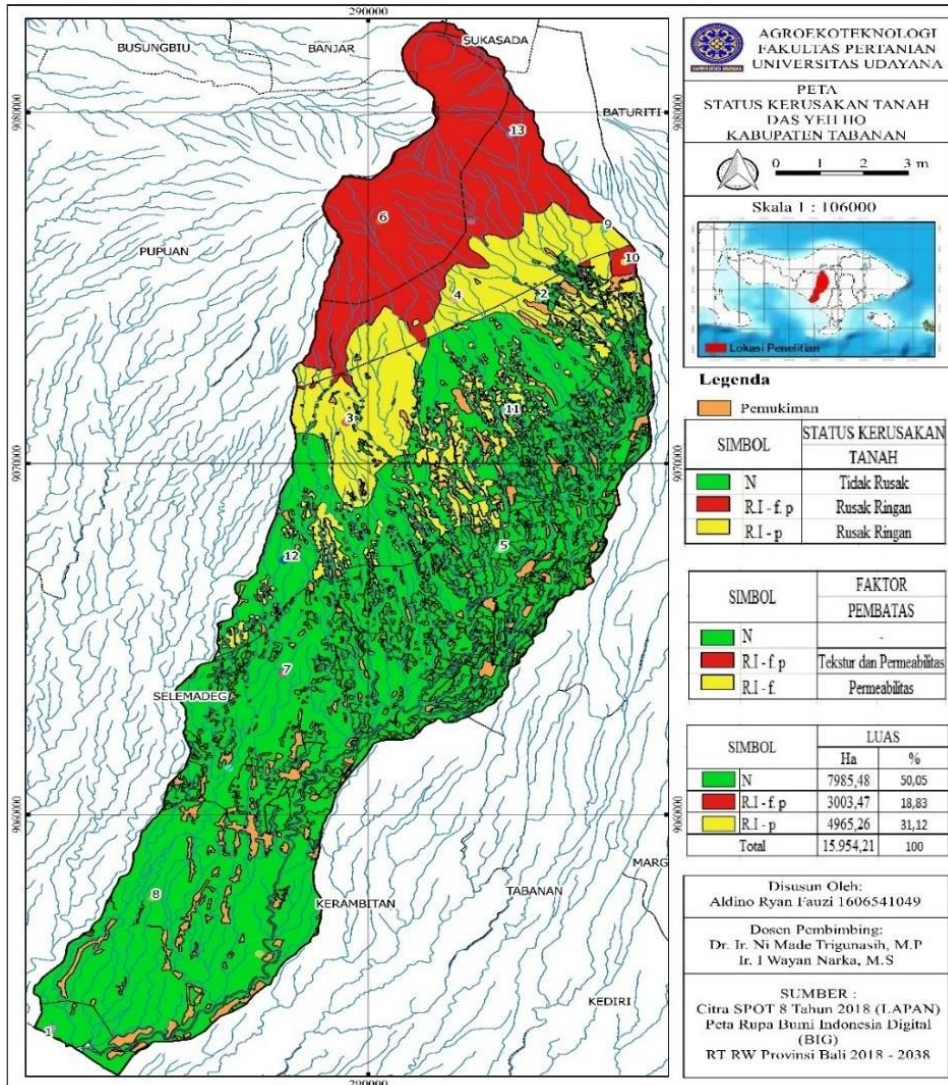 290000
BUSUNGBIU
BANJAR
SUKASADA
BATURITI
9080000
9080000
13
6
PUPUAN
9
10
4
2
3
11
9070000
9070000
5
12
7
SELEMADEG
9060000
9060000
MARG
8
TABANAN
KERAMBITAN
KEDIRI
1
290000
AGROEKOTEKNOLOGI
FAKULTAS PERTANIAN
UNIVERSITAS UDAYANA
PETA
STATUS KERUSAKAN TANAH
DAS YEH HO
KABUPATEN TABANAN
0 1 2 3 m
Skala 1 : 106000
Lokasi Penelitian
Legenda
Pemukiman
SIMBOL STATUS KERUSAKAN
TANAH
N Tidak Rusak
R.I - f. p Rusak Ringan
R.I - p Rusak Ringan
SIMBOL FAKTOR
PEMBATAS
N -
R.I - f. p Tekstur dan Permeabilitas
R.I - f. Permeabilitas
SIMBOL LUAS
Ha %
N 7985,48 50,05
R.I - f. p 3003,47 18,83
R.I - p 4965,26 31,12
Total 15.954,21 100
Disusun Oleh:
Aldino Ryan Fauzi 1606541049
Dosen Pembimbing:
Dr. Ir. Ni Made Trigunasih, M.P
Ir. I Wayan Narka, M.S
SUMBER :
Citra SPOT 8 Tahun 2018 (LAPAN)
Peta Rupa Bumi Indonesia Digital
(BIG)
RT RW Provinsi Bali 2018 - 2038